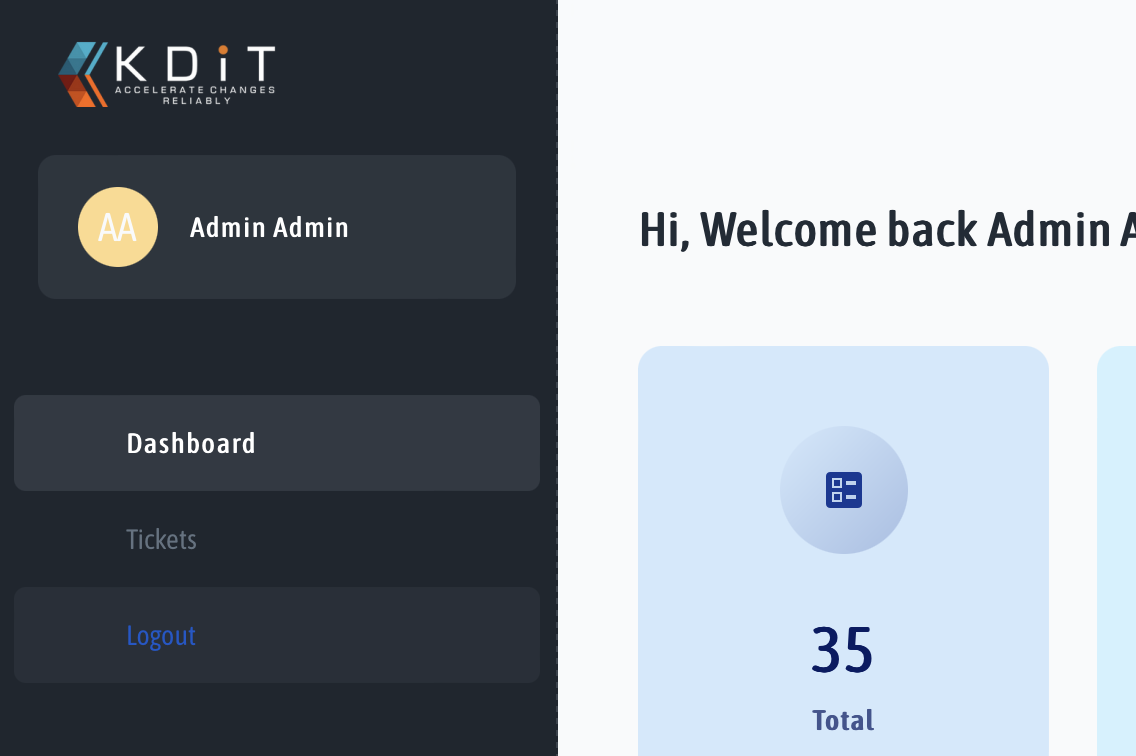 KDiT
ACCELERATE CHANGES
RELIABLY
AA
Admin Admin
Dashboard
Tickets
Logout
Hi, Welcome back Admin A
35
Total